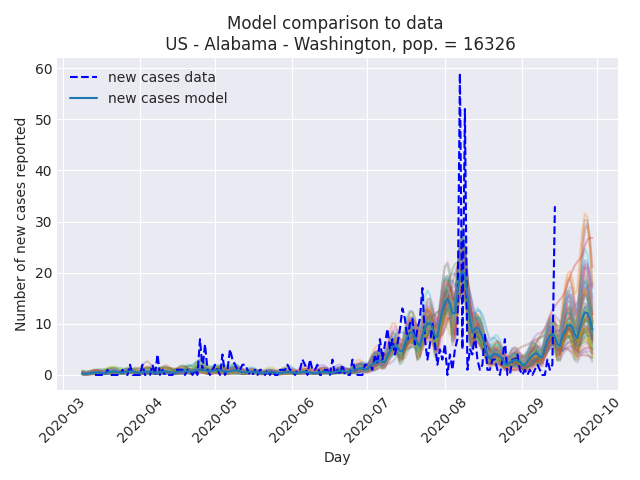 Model comparison to data
US - Alabama - Washington, pop. = 16326
new cases data
new cases model
Number of new cases reported
60
50
40
30
20
10
0
2020-03
2020-04
2020-05
2020-06
2020-07
2020-08
2020-09
2020-10
Day